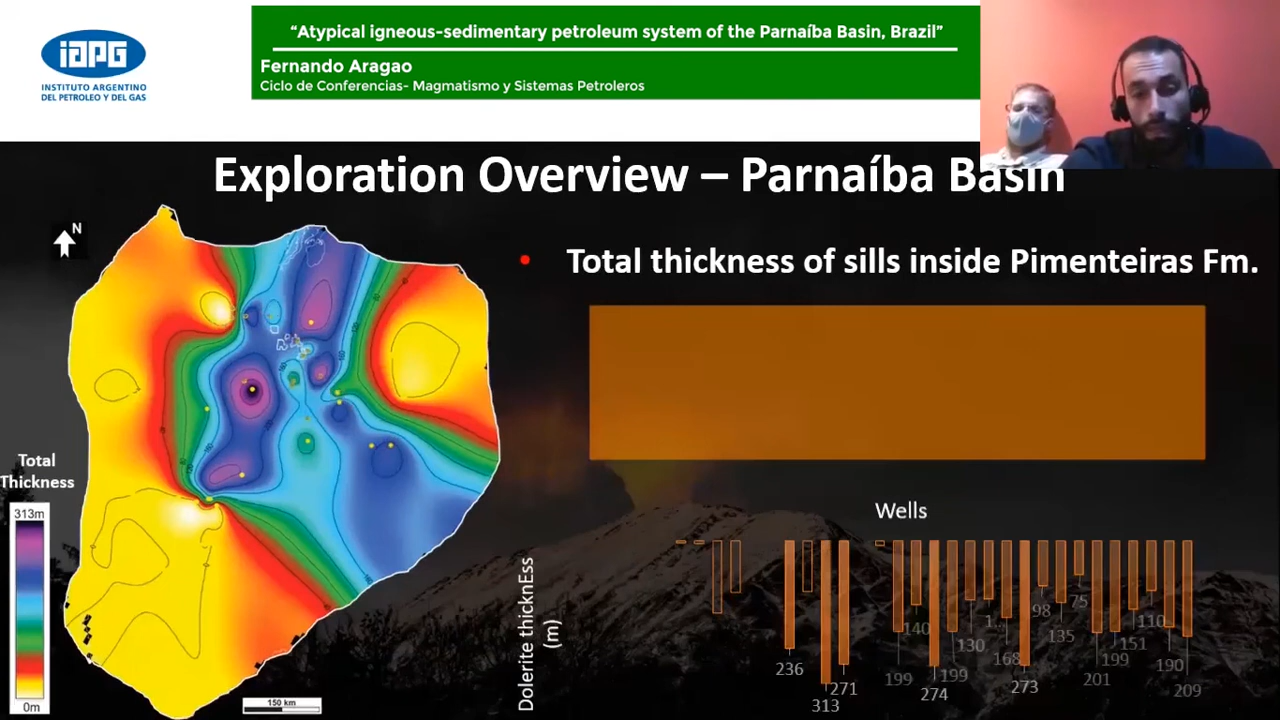 iAPG
INSTITUTO ARGENTINO
DEL PETROLEO Y DEL GAS
“Atypical igneous-sedimentary petroleum system of the Parnaíba Basin, Brazil”
Fernando Aragao
Ciclo de Conferencias- Magmatismo y Sistemas Petroleros
Exploration Overview – Parnaíba Basin
N
• Total thickness of sills inside Pimenteiras Fm.
Total
Thickness
313m
0m
150 km
Wells
Dolerite thicknEss
(m)
236
313
271
199
140
274
199
130
168
273
98
135
75
201
199
151
110
190
209